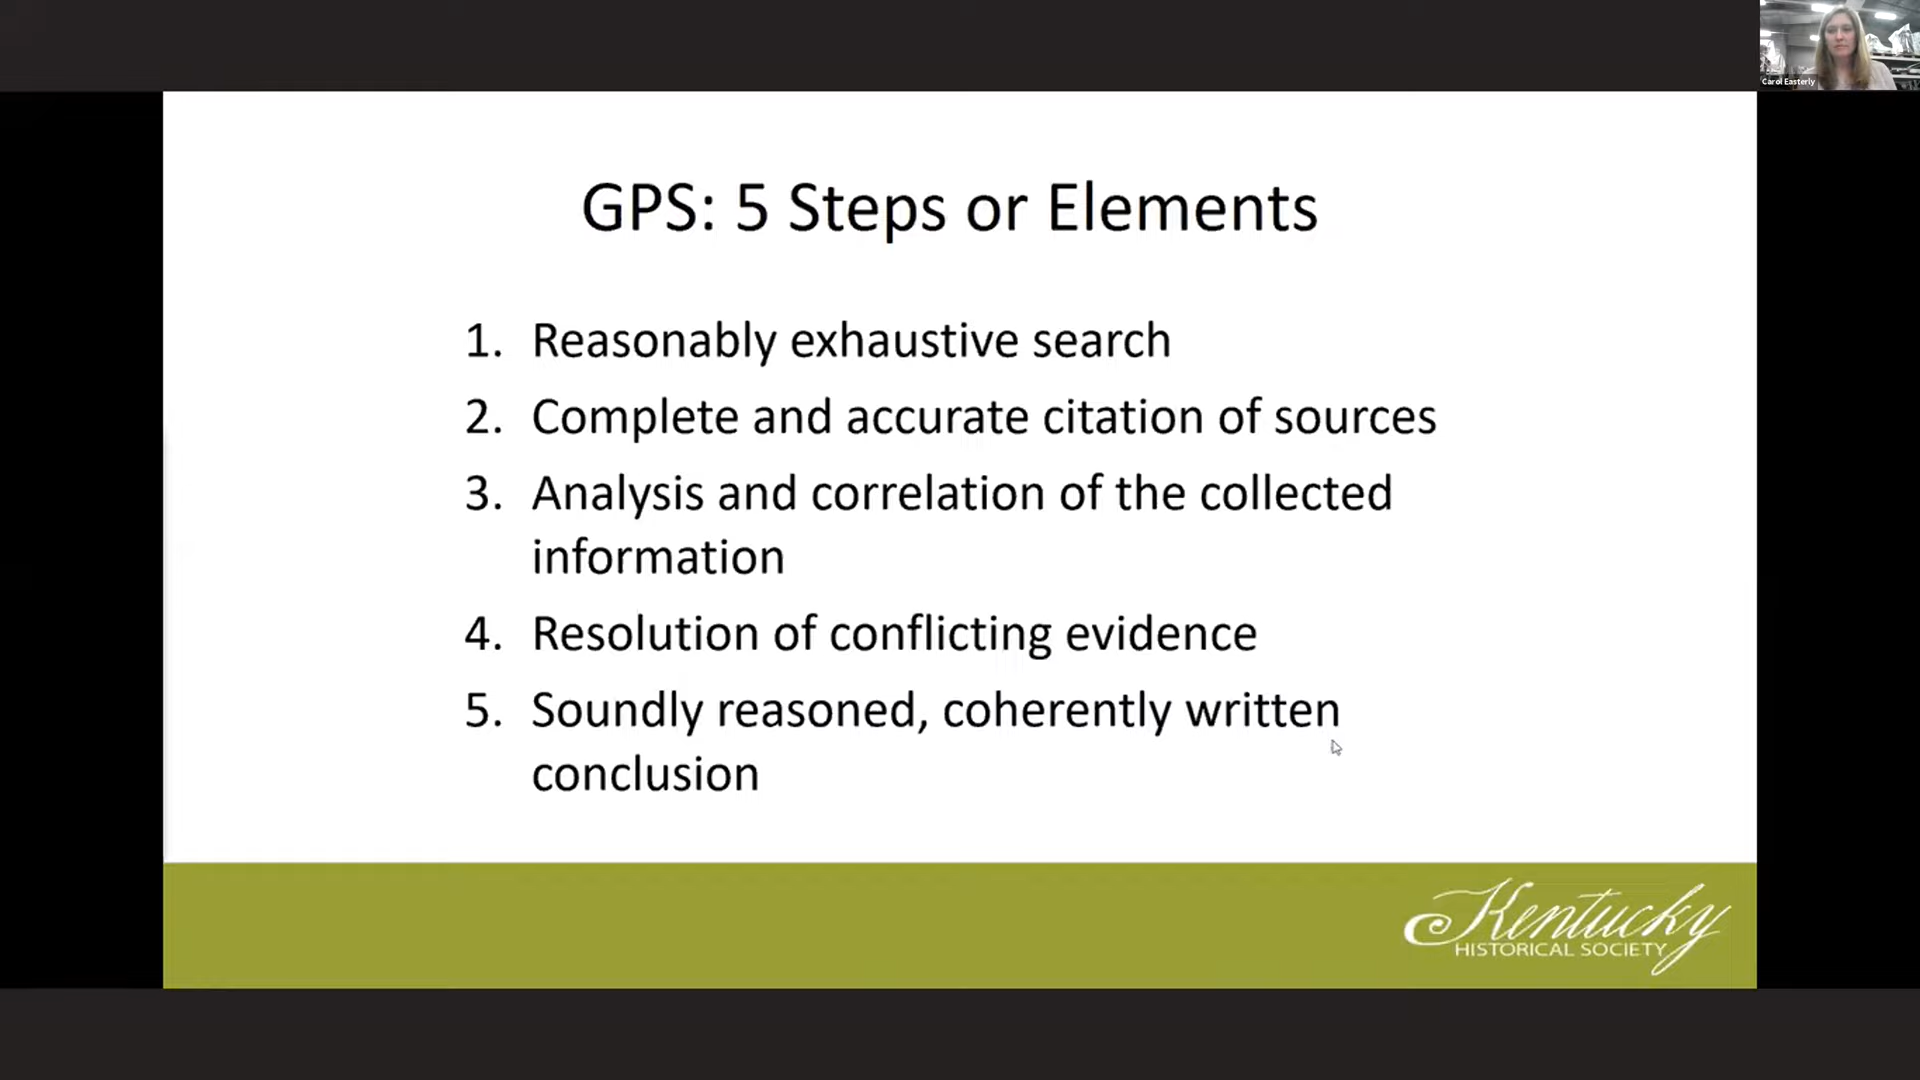 Carol Easterly
GPS: 5 Steps or Elements
1. Reasonably exhaustive search
2. Complete and accurate citation of sources
3. Analysis and correlation of the collected
information
4. Resolution of conflicting evidence
5. Soundly reasoned, coherently written
conclusion
Kentucky
HISTORICAL SOCIETY